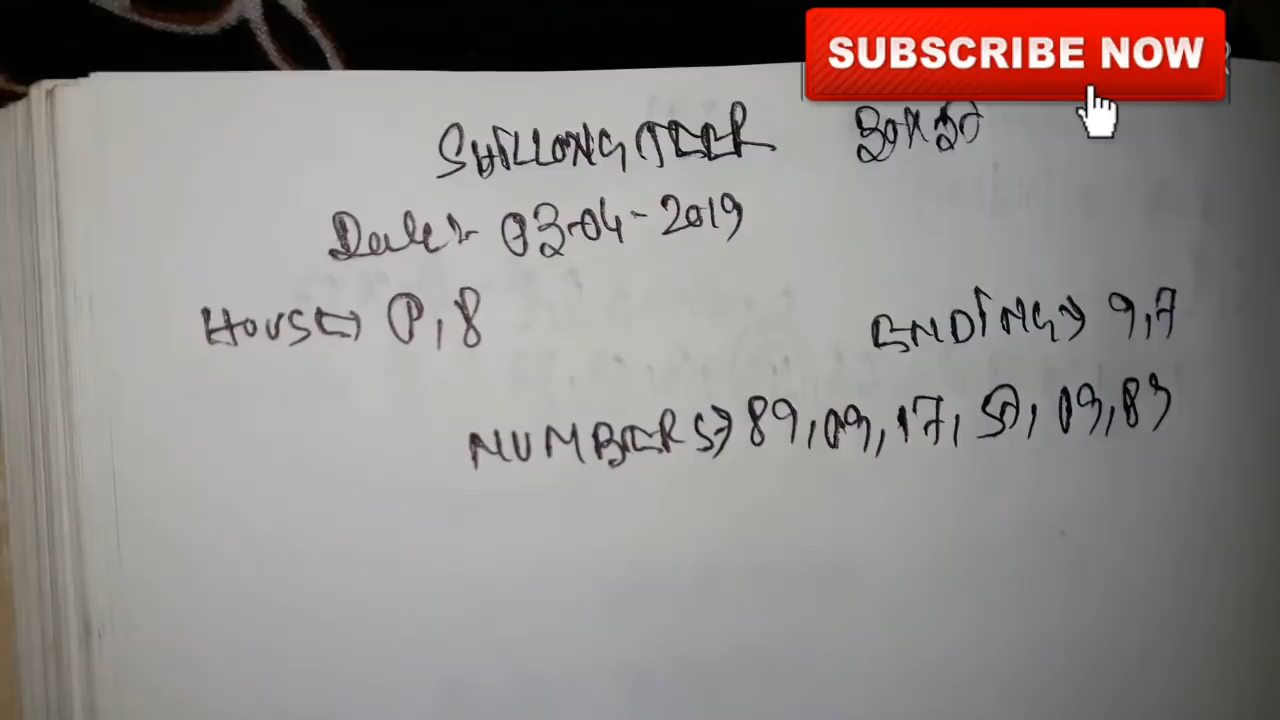 SUBSCRIBE NOW
SHILLONG TEER
Date:- 03-04-2019
HOUSE→ 0,8
ENDING→ 9,7
NUMBERS→ 89, 09, 17, 03, 83